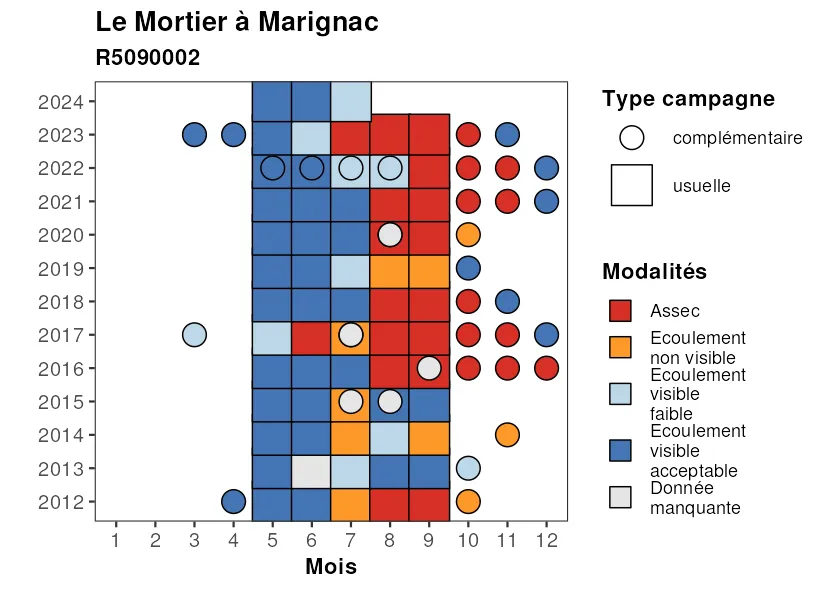 Le Mortier à Marignac
R5090002
2024
2023
2022
2021
2020
2019
2018
2017
2016
2015
2014
2013
2012
1 2 3 4 5 6 7 8 9 10 11 12
Mois
Type campagne
complémentaire
usuelle
Modalités
Assec
Ecoulement
non visible
Ecoulement
visible
faible
Ecoulement
visible
acceptable
Donnée
manquante